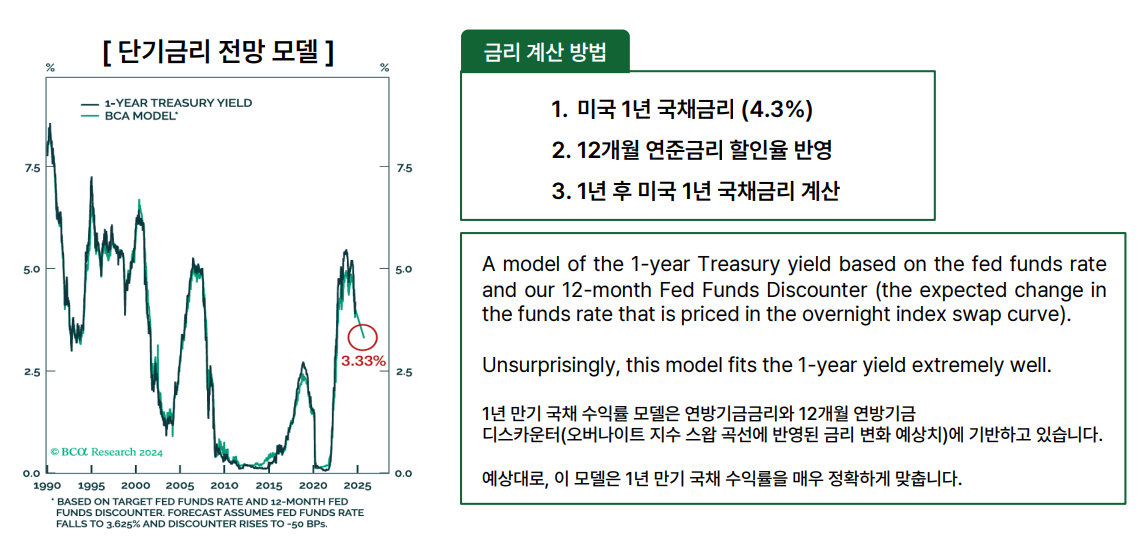 [ 단기금리 전망 모델 ]
% %
1-YEAR TREASURY YIELD
BCA MODEL*
7.5 7.5
5.0 5.0
3.33%
2.5 2.5
© BCα Research 2024
0.0 0.0
1990 1995 2005 2005 2010 2015 2020 2025
* BASED ON TARGET FED FUNDS RATE AND 12-MONTH FED
FUNDS DISCOUNTER. FORECAST ASSUMES FED FUNDS RATE
FALLS TO 3.625% AND DISCOUNTER RISES TO -50 BPs.
금리 계산 방법
1. 미국 1년 국채금리 (4.3%)
2. 12개월 연준금리 할인율 반영
3. 1년 후 미국 1년 국채금리 계산
A model of the 1-year Treasury yield based on the fed funds rate
and our 12-month Fed Funds Discounter (the expected change in
the funds rate that is priced in the overnight index swap curve).
Unsurprisingly, this model fits the 1-year yield extremely well.
1년 만기 국채 수익률 모델은 연방기금금리와 12개월 연방기금
디스카운터(오버나이트 지수 스왑 곡선에 반영된 금리 변화 예상치)에 기반하고 있습니다.
예상대로, 이 모델은 1년 만기 국채 수익률을 매우 정확하게 맞춥니다.